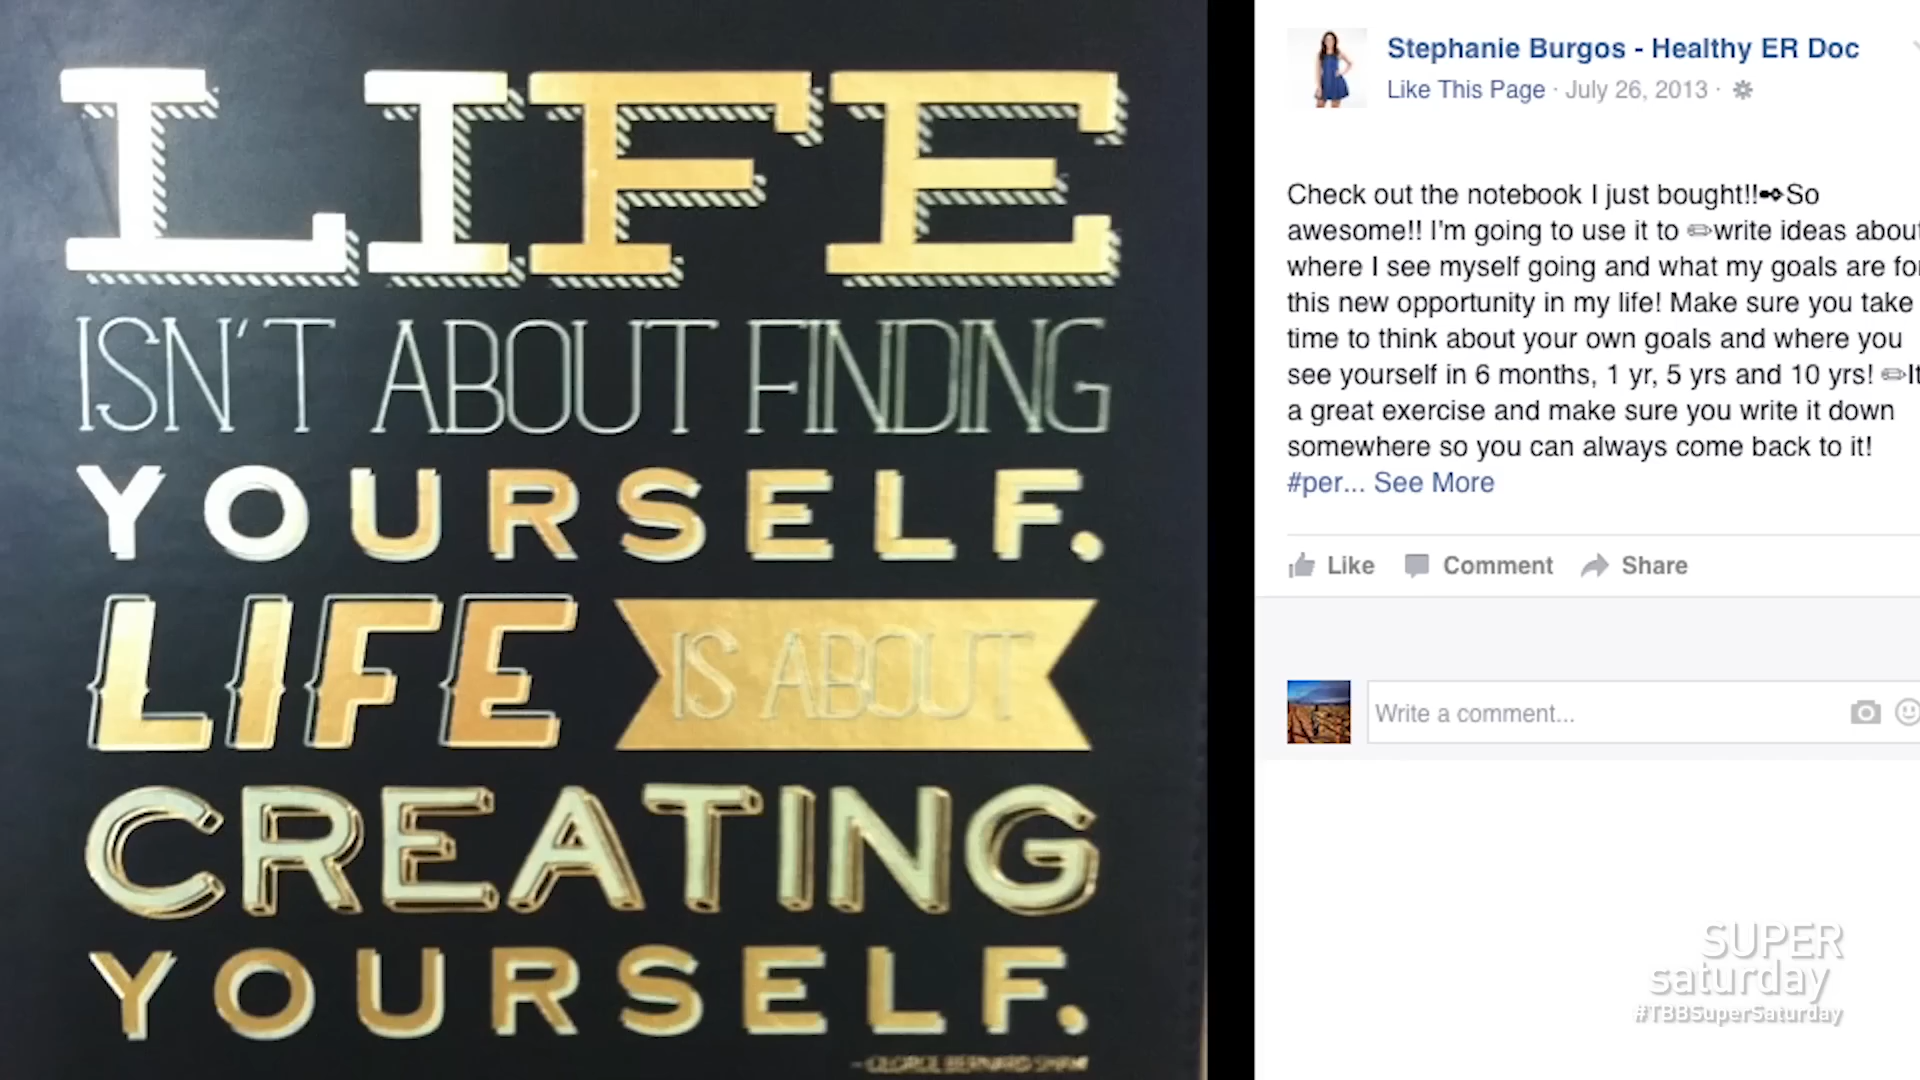 LIFE
ISN'T ABOUT FINDING
YOURSELF.
LIFE IS ABOUT
CREATING
YOURSELF.
- GEORGE BERNARD SHAW
Stephanie Burgos - Healthy ER Doc
Like This Page · July 26, 2013 ·
Check out the notebook I just bought!!✒So
awesome!! I'm going to use it to ✏write ideas about
where I see myself going and what my goals are for
this new opportunity in my life! Make sure you take
time to think about your own goals and where you
see yourself in 6 months, 1 yr, 5 yrs and 10 yrs! ✏It
a great exercise and make sure you write it down
somewhere so you can always come back to it!
#per... See More
Like Comment Share
Write a comment...
SUPER
saturday
#TBBSuperSaturday